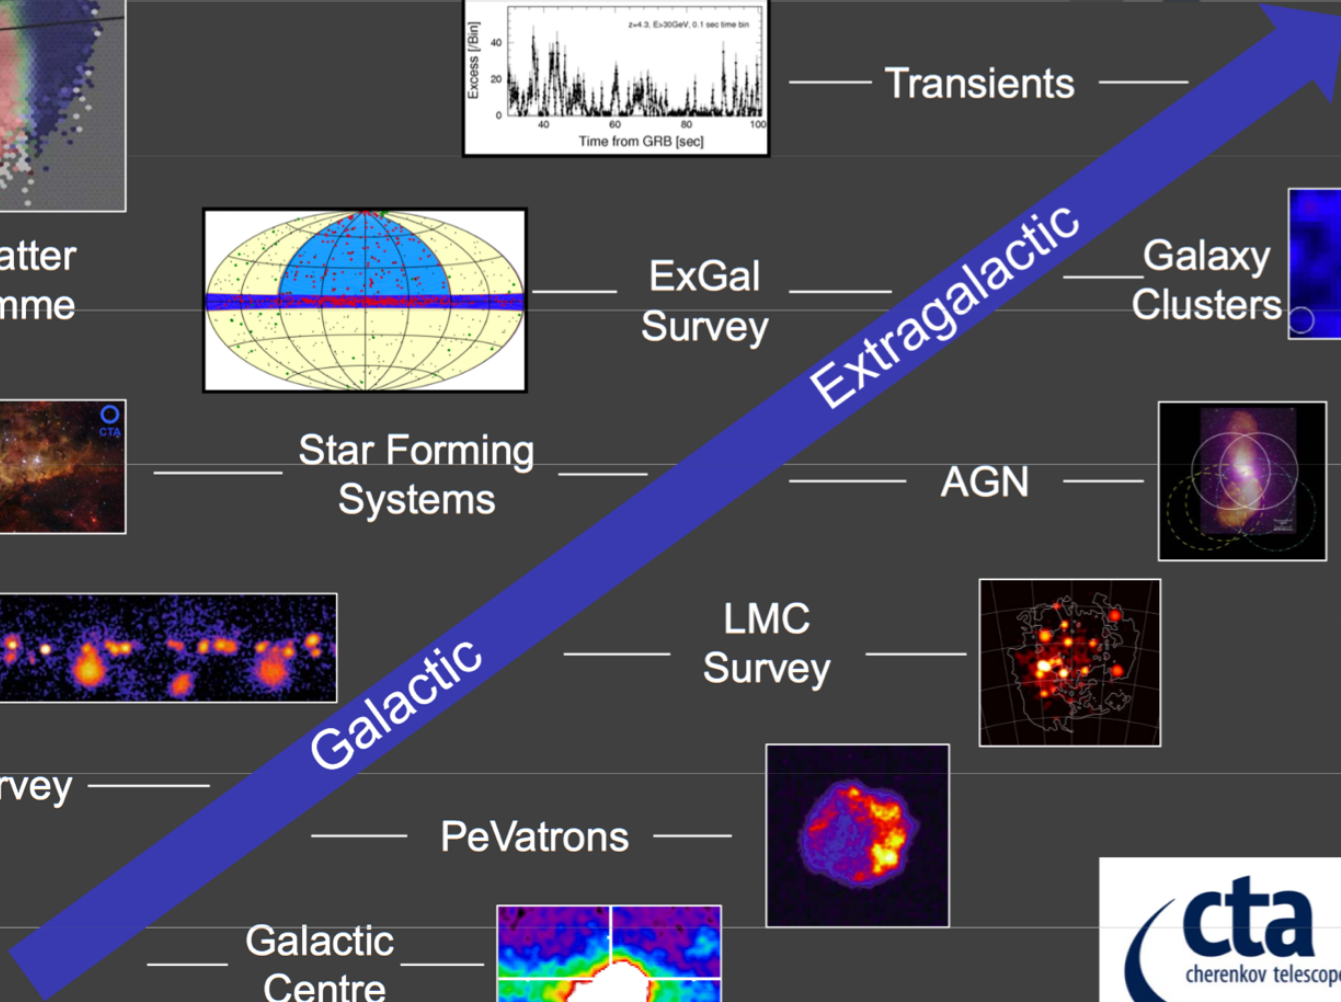 z=4.3, E>30GeV, 0.1 sec time bin
Excess [/Bin]
40
20
0
40
60
80
100
Time from GRB [sec]
Transients
atter
mme
ExGal
Survey
Extragalactic
Galaxy
Clusters
CTA
Star Forming
Systems
AGN
LMC
Survey
Galactic
rvey
PeVatrons
Galactic
Centre
cta
cherenkov telescop